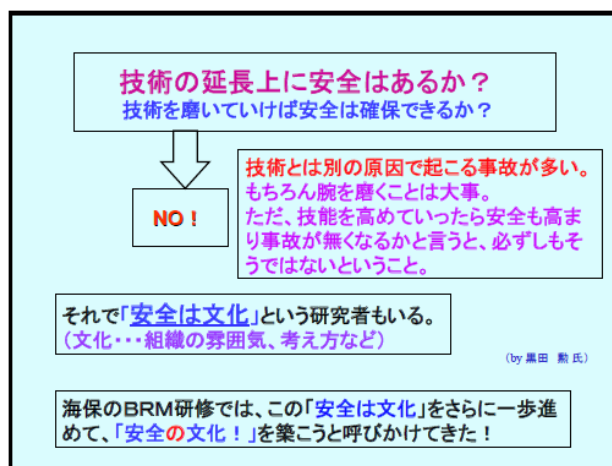 技術の延長上に安全はあるか？
技術を磨いていけば安全は確保できるか？
NO！
技術とは別の原因で起こる事故が多い。
もちろん腕を磨くことは大事。
ただ、技能を高めていったら安全も高ま
り事故が無くなるかと言うと、必ずしもそ
うではないということ。
それで「安全は文化」という研究者もいる。
（文化・・・組織の雰囲気、考え方など）
（by 黒田　勲 氏）
海保のBRM研修では、この「安全は文化」をさらに一歩進
めて、「安全の文化！」を築こうと呼びかけてきた！